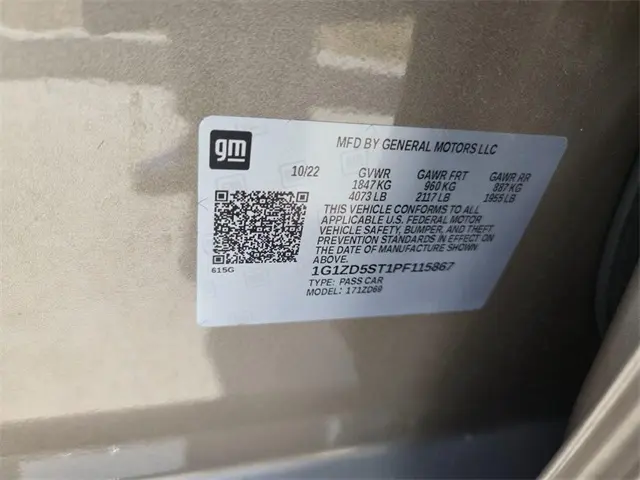 gm
MFD BY GENERAL MOTORS LLC
10/22 GVWR GAWR FRT GAWR RR
1847 KG 960 KG 887 KG
4073 LB 2117 LB 1955 LB
THIS VEHICLE CONFORMS TO ALL
APPLICABLE U.S. FEDERAL MOTOR
VEHICLE SAFETY, BUMPER, AND THEFT
PREVENTION STANDARDS IN EFFECT ON
THE DATE OF MANUFACTURE SHOWN
ABOVE.
615G
1G1ZD5ST1PF115867
TYPE: PASS CAR
MODEL: 171ZD69